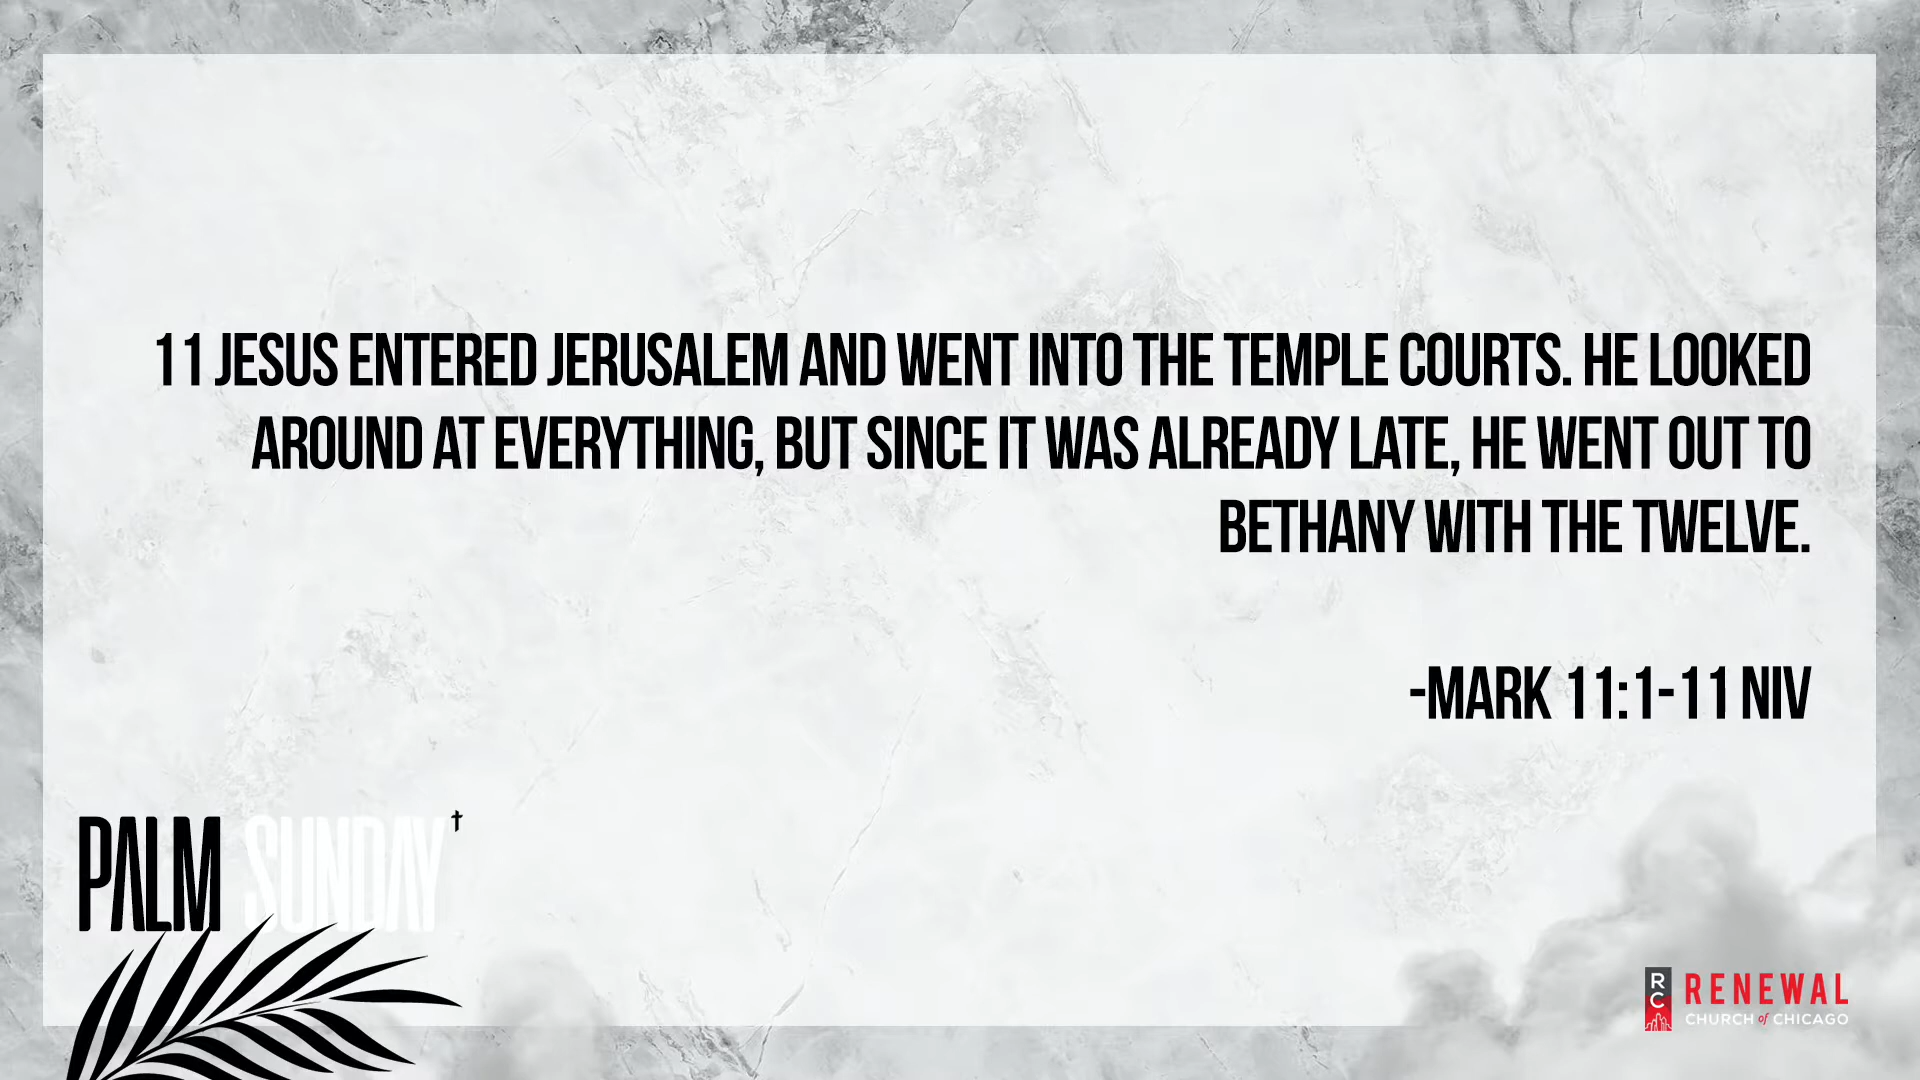 11 JESUS ENTERED JERUSALEM AND WENT INTO THE TEMPLE COURTS. HE LOOKED
AROUND AT EVERYTHING, BUT SINCE IT WAS ALREADY LATE, HE WENT OUT TO
BETHANY WITH THE TWELVE.
-MARK 11:1-11 NIV
PALM SUNDAY
RC RENEWAL
CHURCH of CHICAGO